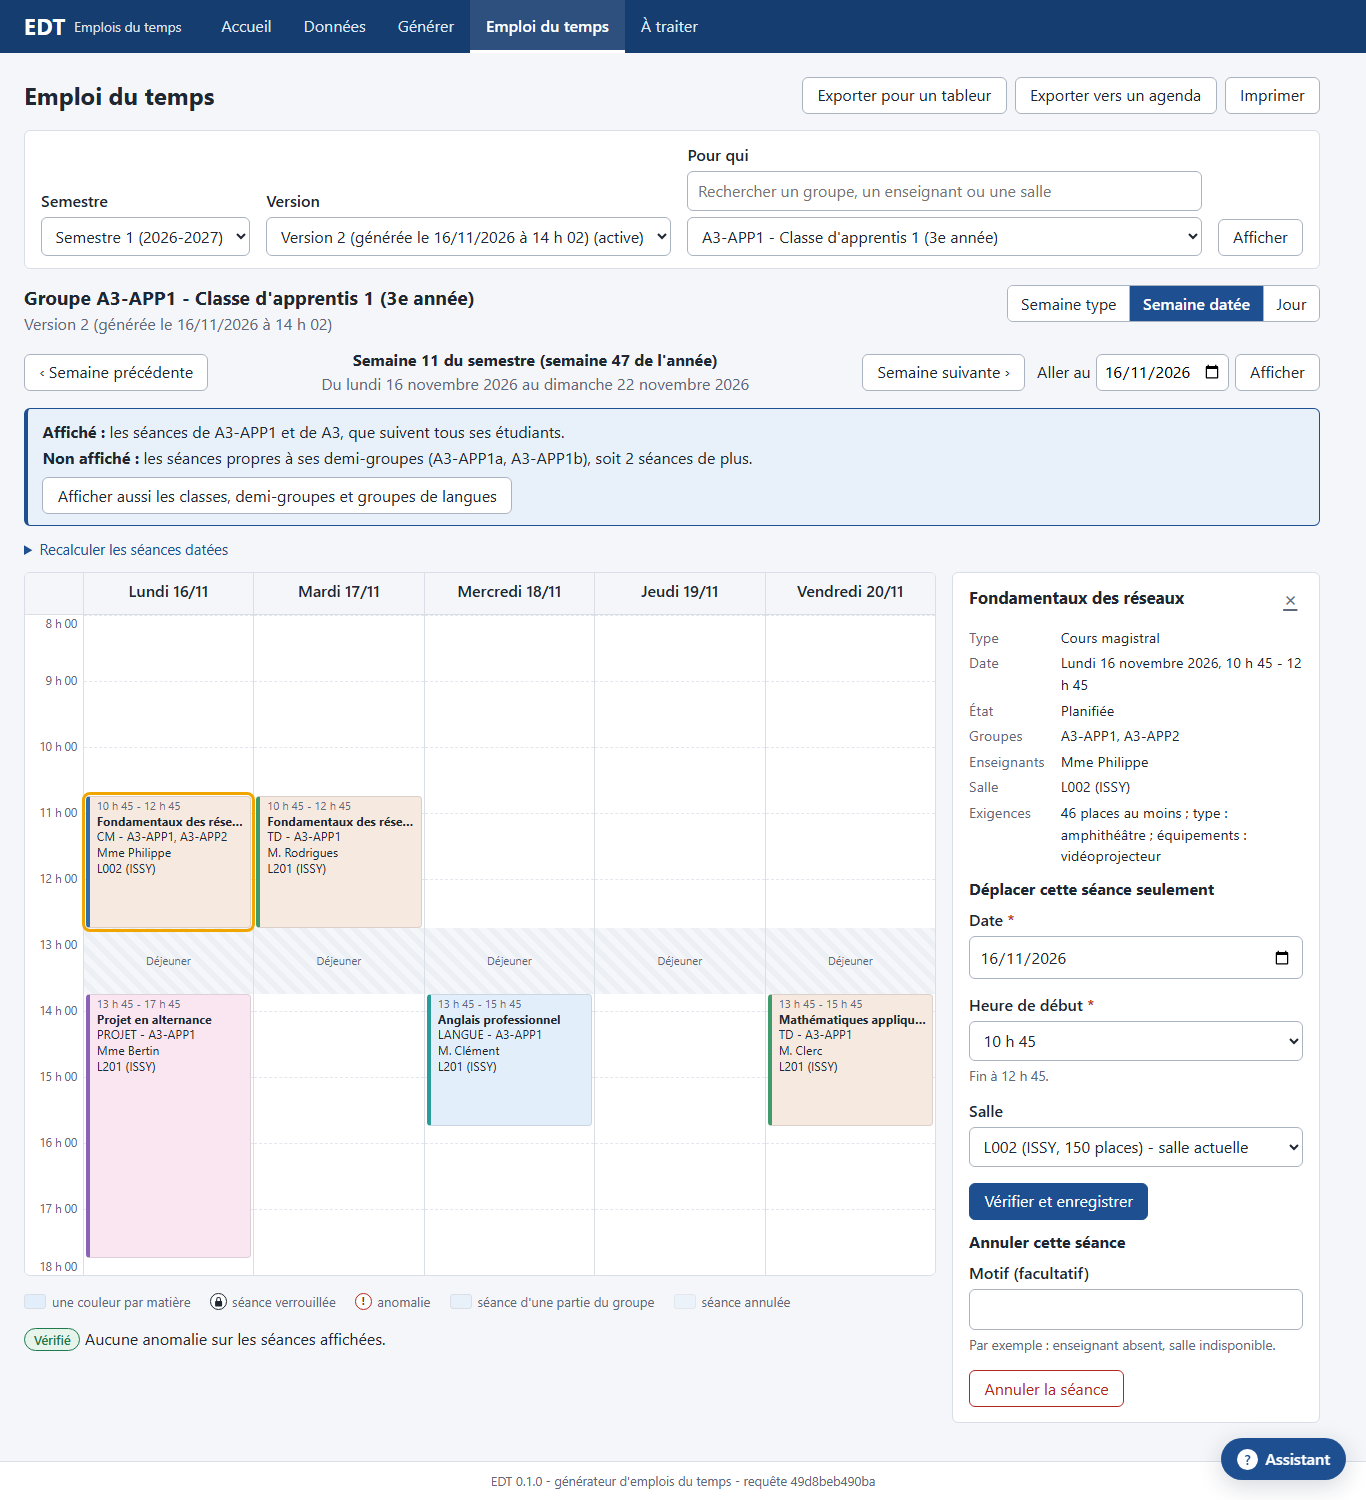 EDT Emplois du temps
Accueil
Données
Générer
Emploi du temps
À traiter
Emploi du temps
Exporter pour un tableur
Exporter vers un agenda
Imprimer
Semestre
Semestre 1 (2026-2027)
Version
Version 2 (générée le 16/11/2026 à 14 h 02) (active)
Pour qui
Rechercher un groupe, un enseignant ou une salle
A3-APP1 - Classe d'apprentis 1 (3e année)
Afficher
Groupe A3-APP1 - Classe d'apprentis 1 (3e année)
Version 2 (générée le 16/11/2026 à 14 h 02)
Semaine type
Semaine datée
Jour
‹ Semaine précédente
Semaine 11 du semestre (semaine 47 de l'année)
Du lundi 16 novembre 2026 au dimanche 22 novembre 2026
Semaine suivante ›
Aller au
16/11/2026
Afficher
Affiché : les séances de A3-APP1 et de A3, que suivent tous ses étudiants.
Non affiché : les séances propres à ses demi-groupes (A3-APP1a, A3-APP1b), soit 2 séances de plus.
Afficher aussi les classes, demi-groupes et groupes de langues
Recalculer les séances datées
Lundi 16/11
Mardi 17/11
Mercredi 18/11
Jeudi 19/11
Vendredi 20/11
8 h 00
9 h 00
10 h 00
11 h 00
12 h 00
13 h 00
14 h 00
15 h 00
16 h 00
17 h 00
18 h 00
10 h 45 - 12 h 45
Fondamentaux des rése...
CM - A3-APP1, A3-APP2
Mme Philippe
L002 (ISSY)
10 h 45 - 12 h 45
Fondamentaux des rése...
TD - A3-APP1
M. Rodrigues
L201 (ISSY)
Déjeuner
Déjeuner
Déjeuner
Déjeuner
Déjeuner
13 h 45 - 17 h 45
Projet en alternance
PROJET - A3-APP1
Mme Bertin
L201 (ISSY)
13 h 45 - 15 h 45
Anglais professionnel
LANGUE - A3-APP1
M. Clément
L201 (ISSY)
13 h 45 - 15 h 45
Mathématiques appliqu...
TD - A3-APP1
M. Clerc
L201 (ISSY)
une couleur par matière
séance verrouillée
! anomalie
séance d'une partie du groupe
séance annulée
Vérifié Aucune anomalie sur les séances affichées.
Fondamentaux des réseaux
×
Type Cours magistral
Date Lundi 16 novembre 2026, 10 h 45 - 12
h 45
État Planifiée
Groupes A3-APP1, A3-APP2
Enseignants Mme Philippe
Salle L002 (ISSY)
Exigences 46 places au moins ; type :
amphithéâtre ; équipements :
vidéoprojecteur
Déplacer cette séance seulement
Date *
16/11/2026
Heure de début *
10 h 45
Fin à 12 h 45.
Salle
L002 (ISSY, 150 places) - salle actuelle
Vérifier et enregistrer
Annuler cette séance
Motif (facultatif)
Par exemple : enseignant absent, salle indisponible.
Annuler la séance
? Assistant
EDT 0.1.0 - générateur d'emplois du temps - requête 49d8beb490ba